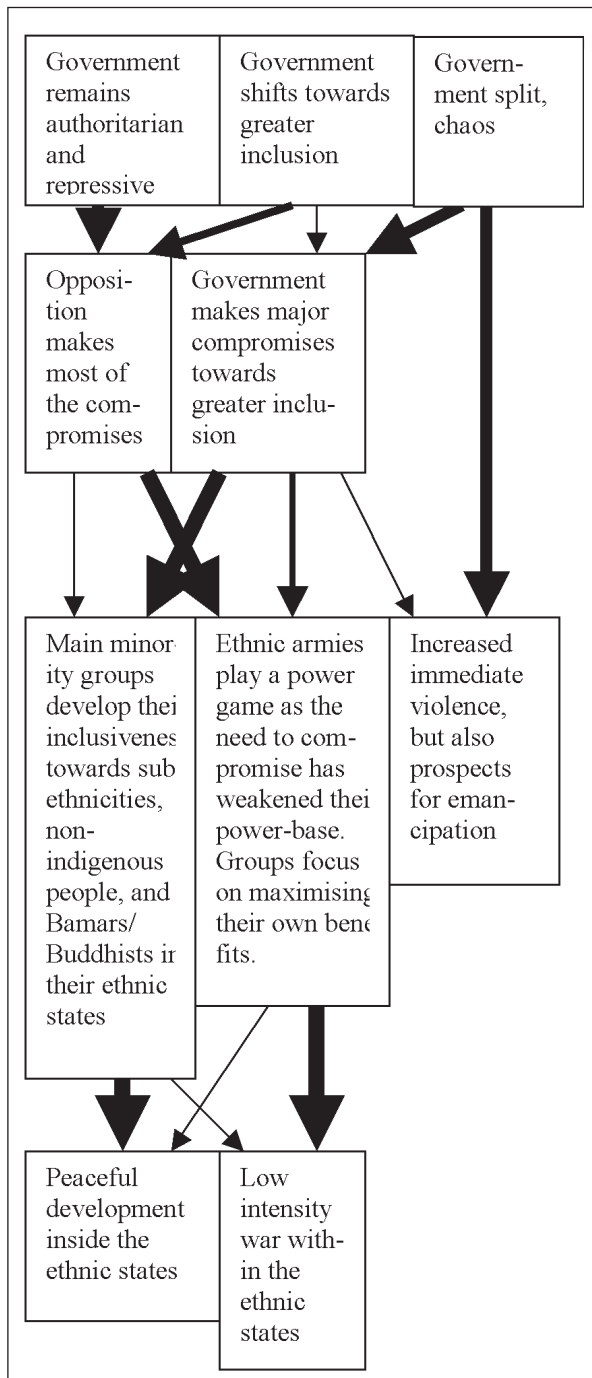 Government
remains
authoritarian
and
repressive
Government
shifts towards
greater
inclusion
Govern-
ment split,
chaos
Opposi-
tion
makes
most of
the com-
promises
Government
makes major
compromises
towards
greater inclu-
sion
Main minor-
ity groups
develop thei
inclusivenes
towards sub
ethnicities,
non-
indigenous
people, and
Bamars/
Buddhists in
their ethnic
states
Ethnic armies
play a power
game as the
need to com-
promise has
weakened thei
power-base.
Groups focus
on maximising
their own bene
fits.
Increased
immediate
violence,
but also
prospects
for eman-
cipation
Peaceful
development
inside the
ethnic states
Low
intensity
war with-
in the
ethnic
states